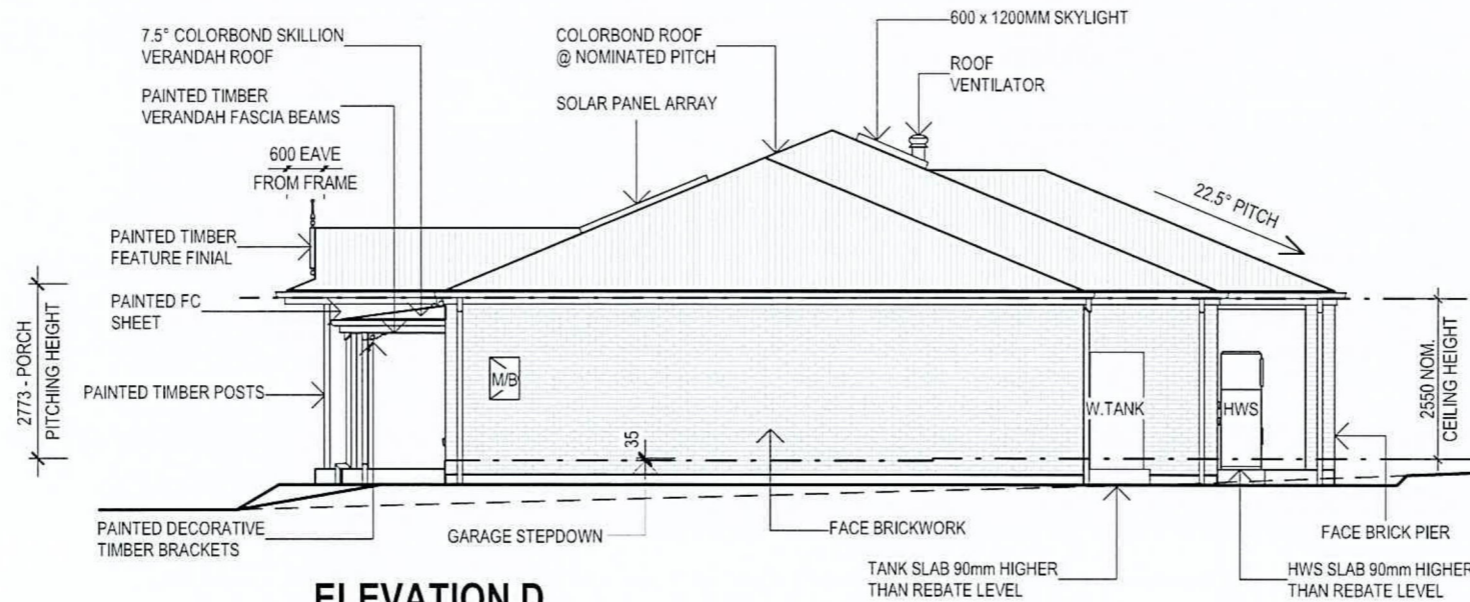 7.5° COLORBOND SKILLION
VERANDAH ROOF
PAINTED TIMBER
VERANDAH FASCIA BEAMS
600 EAVE
FROM FRAME
PAINTED TIMBER
FEATURE FINIAL
PAINTED FC
SHEET
2773 - PORCH
PITCHING HEIGHT
PAINTED TIMBER POSTS
PAINTED DECORATIVE
TIMBER BRACKETS
COLORBOND ROOF
@ NOMINATED PITCH
SOLAR PANEL ARRAY
600 x 1200MM SKYLIGHT
ROOF
VENTILATOR
22.5° PITCH
M/B
35
W.TANK
HWS
2550 NOM.
CEILING HEIGHT
GARAGE STEPDOWN
FACE BRICKWORK
FACE BRICK PIER
TANK SLAB 90mm HIGHER
THAN REBATE LEVEL
HWS SLAB 90mm HIGHER
THAN REBATE LEVEL
ELEVATION D